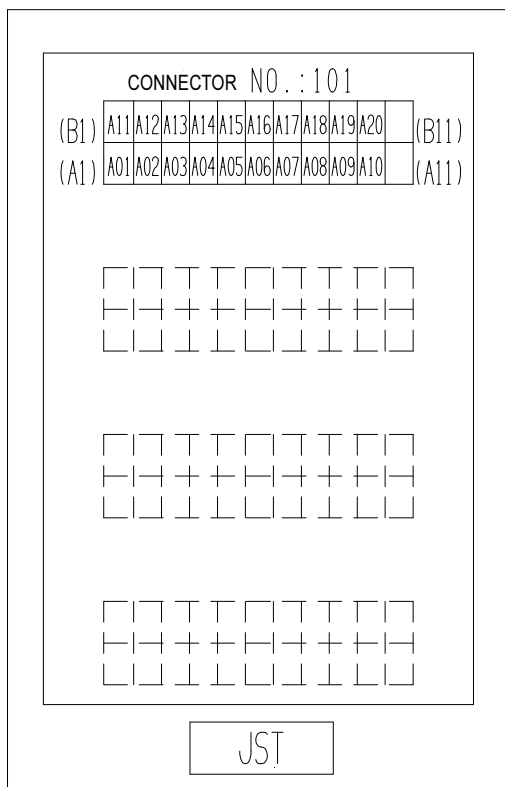 CONNECTOR NO.:101
(B1) A11 A12 A13 A14 A15 A16 A17 A18 A19 A20 (B11)
(A1) A01 A02 A03 A04 A05 A06 A07 A08 A09 A10 (A11)
JST